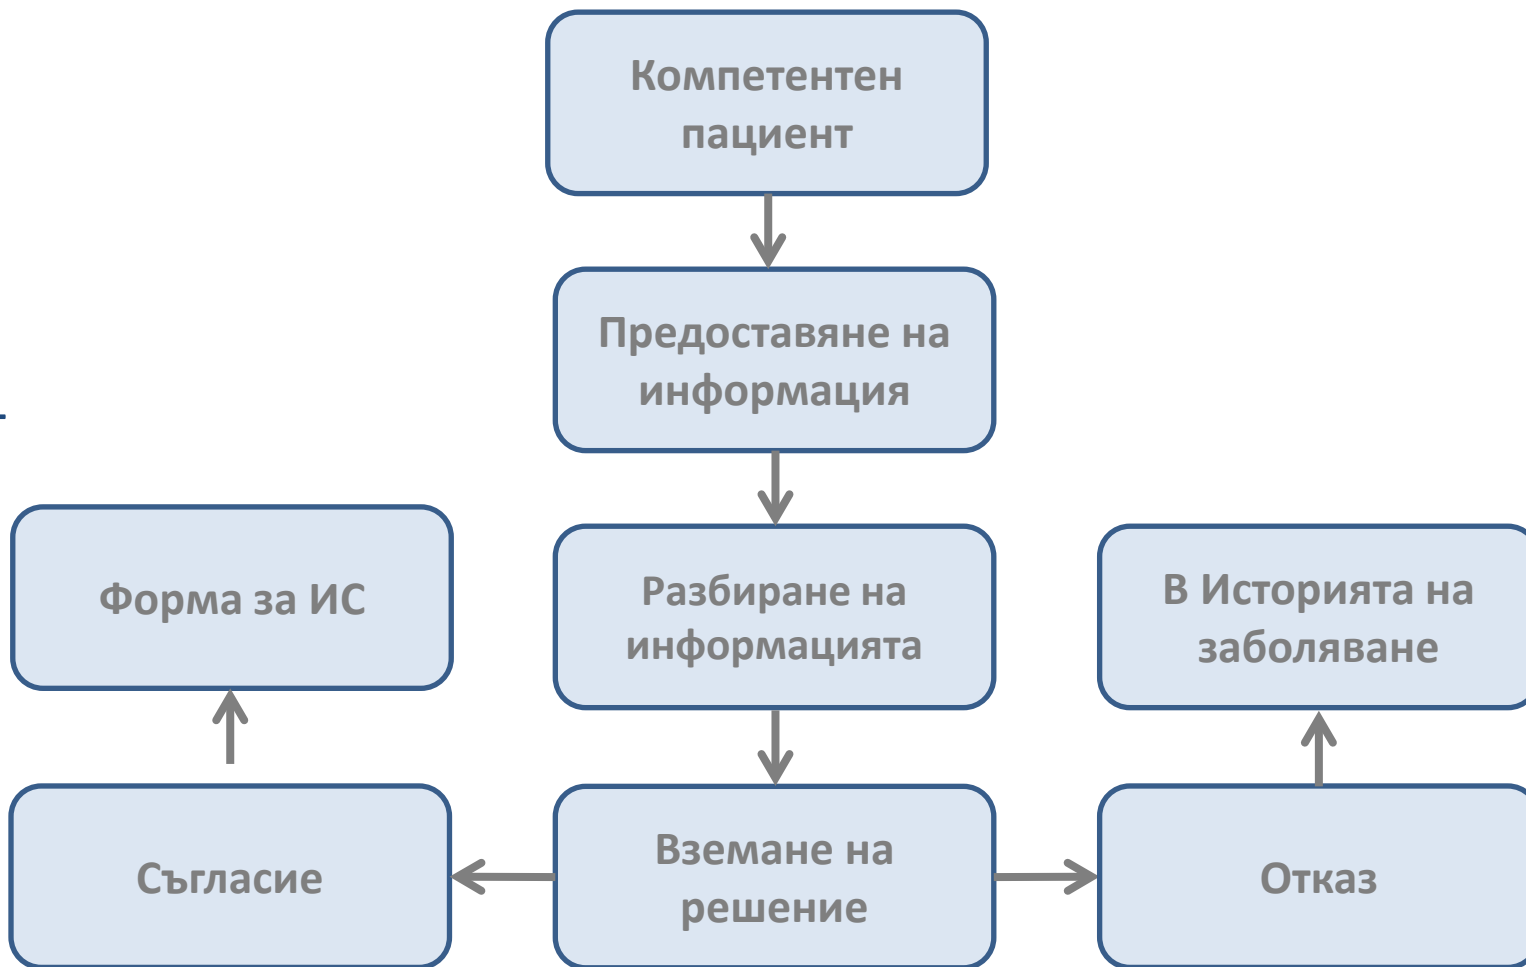 Компетентен
пациент
Предоставяне на
информация
Форма за ИС
Разбиране на
информацията
В Историята на
заболяване
Съгласие
Вземане на
решение
Отказ